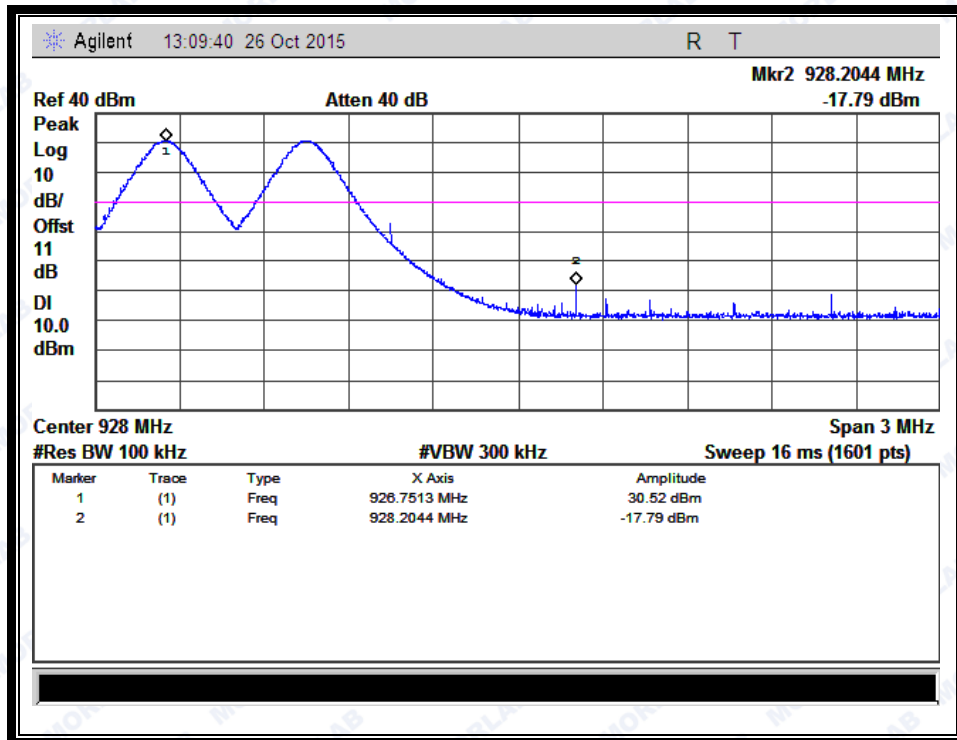 Agilent 13:09:40 26 Oct 2015 R T
Mkr2 928.2044 MHz
Ref 40 dBm Atten 40 dB -17.79 dBm
Peak
Log
10
dB/
Offst
11
dB
DI
10.0
dBm
1
2
Center 928 MHz Span 3 MHz
#Res BW 100 kHz #VBW 300 kHz Sweep 16 ms (1601 pts)
Marker Trace Type X Axis Amplitude
1 (1) Freq 926.7513 MHz 30.52 dBm
2 (1) Freq 928.2044 MHz -17.79 dBm